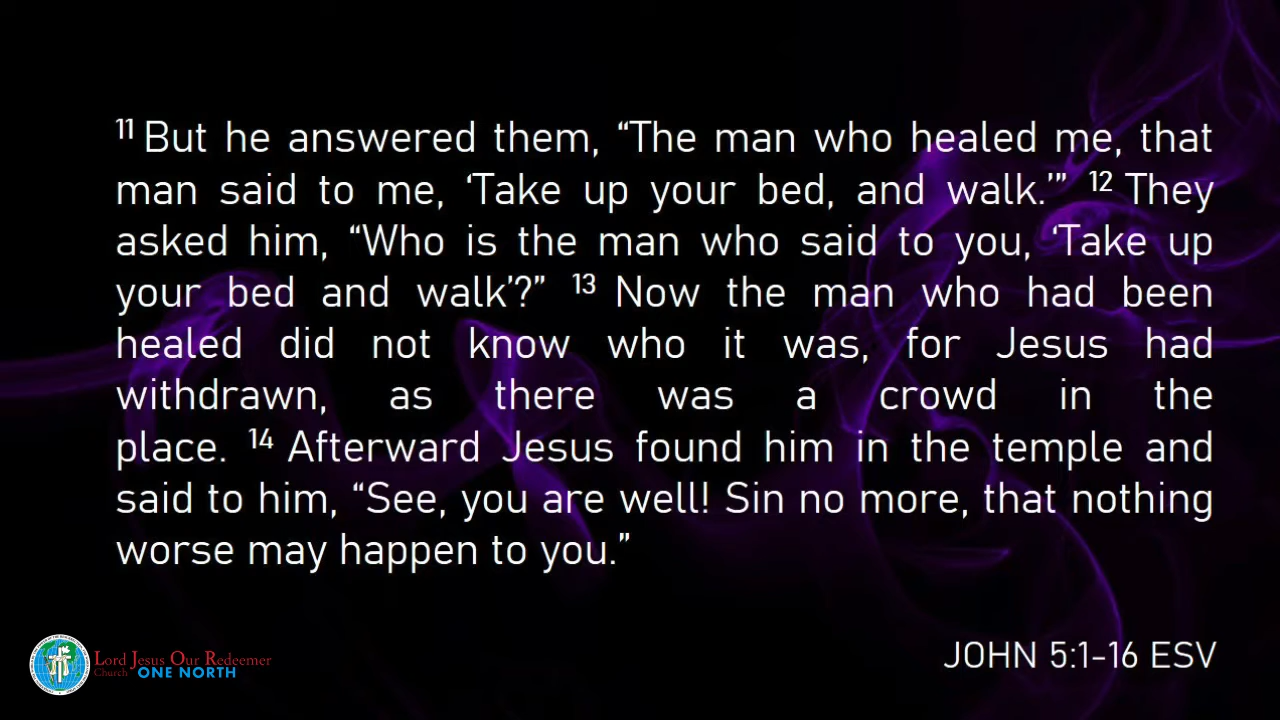 ¹¹ But he answered them, “The man who healed me, that
man said to me, ‘Take up your bed, and walk.’” ¹² They
asked him, “Who is the man who said to you, ‘Take up
your bed and walk’?” ¹³ Now the man who had been
healed did not know who it was, for Jesus had
withdrawn, as there was a crowd in the
place. ¹⁴ Afterward Jesus found him in the temple and
said to him, “See, you are well! Sin no more, that nothing
worse may happen to you.”
Lord Jesus Our Redeemer
Church ONE NORTH
JOHN 5:1-16 ESV